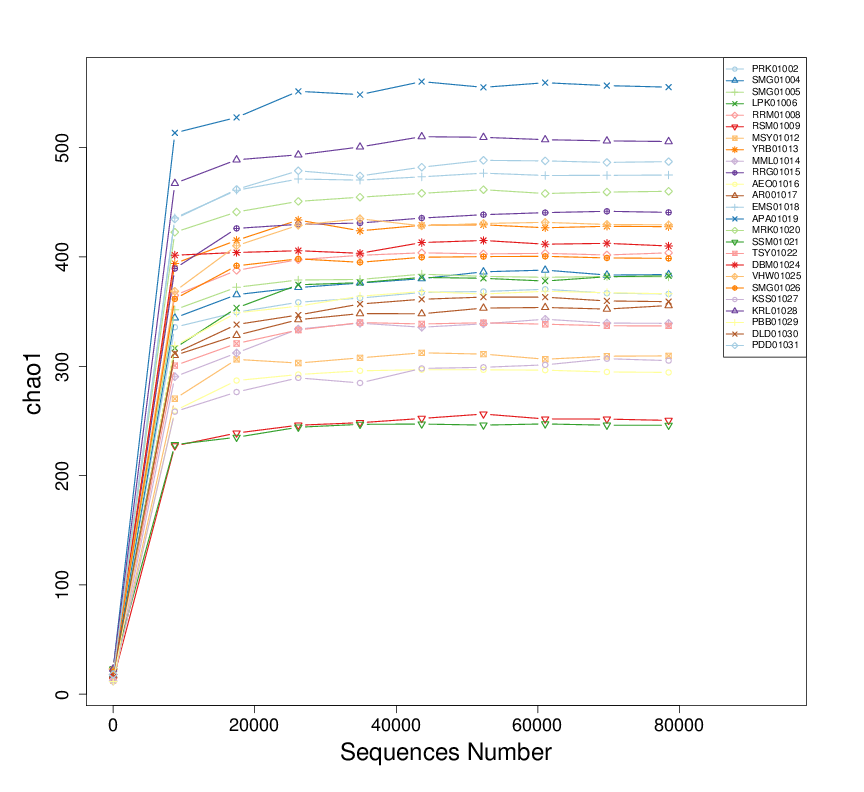 PRK01002
SMG01004
SMG01005
LPK01006
RRM01008
RSM01009
MSY01012
YRB01013
MML01014
RRG01015
AEO01016
AR001017
EMS01018
APA01019
MRK01020
SSM01021
TSY01022
DBM01024
VHW01025
SMG01026
KSS01027
KRL01028
PBB01029
DLD01030
PDD01031
chao1
500
400
300
200
100
0
0 20000 40000 60000 80000
Sequences Number